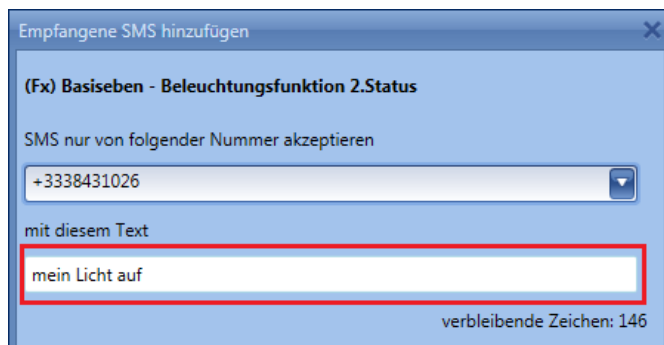 Empfangene SMS hinzufügen
(Fx) Basiseben - Beleuchtungsfunktion 2.Status
SMS nur von folgender Nummer akzeptieren
+3338431026
mit diesem Text
mein Licht auf
verbleibende Zeichen: 146